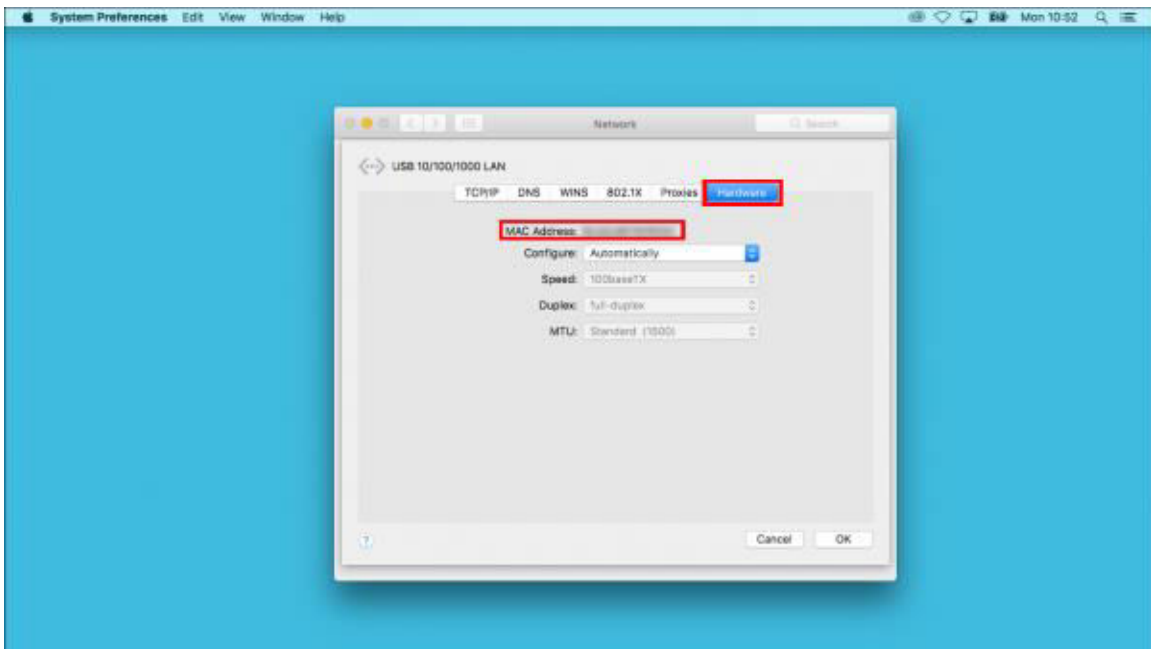 System Preferences Edit View Window Help Mon 10:52
Network Search
USB 10/100/1000 LAN
TCP/IP DNS WINS 802.1X Proxies Hardware
MAC Address:
Configure: Automatically
Speed: 100baseTX
Duplex: full-duplex
MTU: Standard (1500)
? Cancel OK